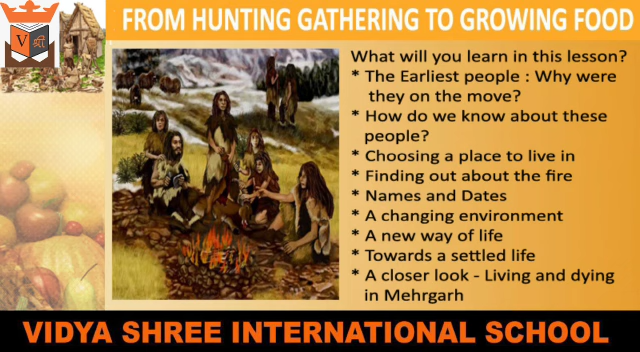 FROM HUNTING GATHERING TO GROWING FOOD
What will you learn in this lesson?
* The Earliest people : Why were
they on the move?
* How do we know about these
people?
* Choosing a place to live in
* Finding out about the fire
* Names and Dates
* A changing environment
* A new way of life
* Towards a settled life
* A closer look - Living and dying
in Mehrgarh
VIDYA SHREE INTERNATIONAL SCHOOL